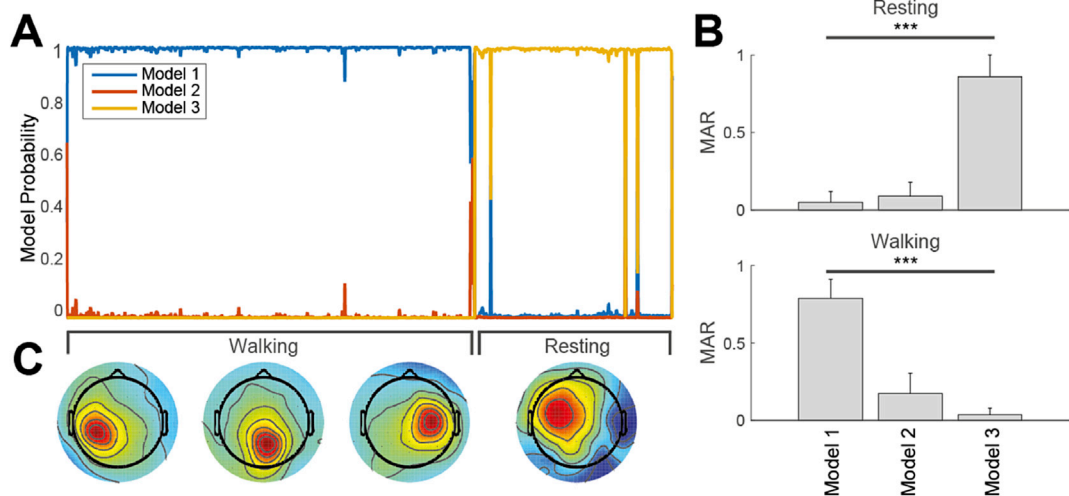 A
Model Probability
1
0.8
0.6
0.4
0.2
0
Model 1
Model 2
Model 3
Walking
Resting
B
Resting
***
MAR
1
0.5
0
Walking
***
MAR
1
0.5
0
Model 1
Model 2
Model 3
C